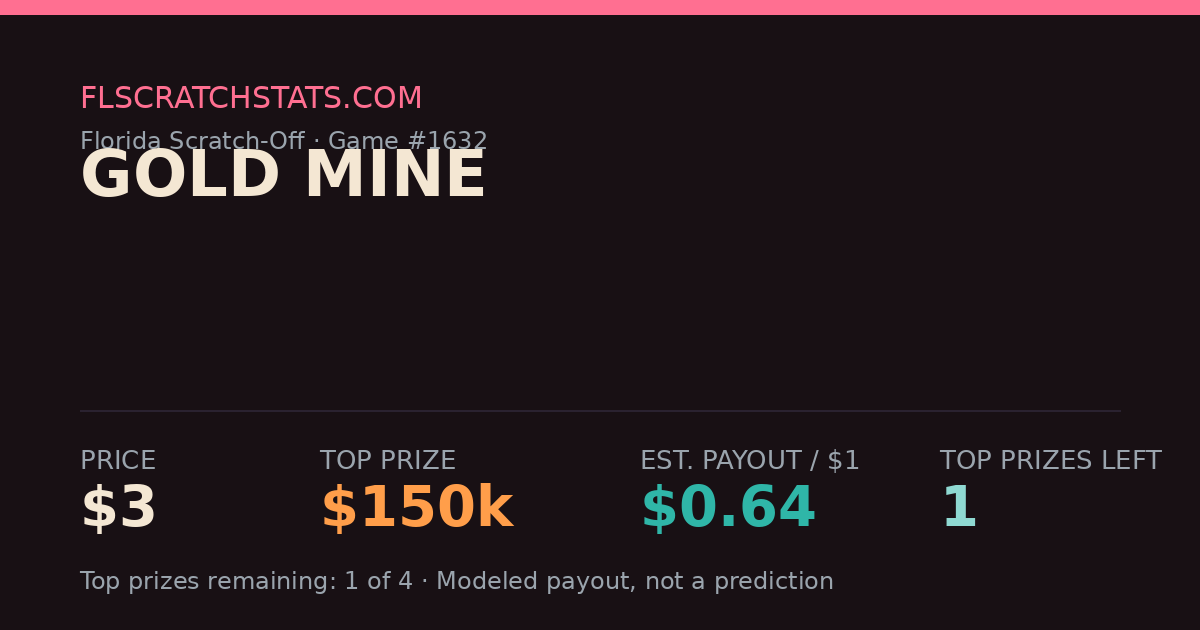 FLSCRATCHSTATS.COM
Florida Scratch-Off · Game #1632
GOLD MINE
PRICE
$3
TOP PRIZE
$150k
EST. PAYOUT / $1
$0.64
TOP PRIZES LEFT
1
Top prizes remaining: 1 of 4 · Modeled payout, not a prediction